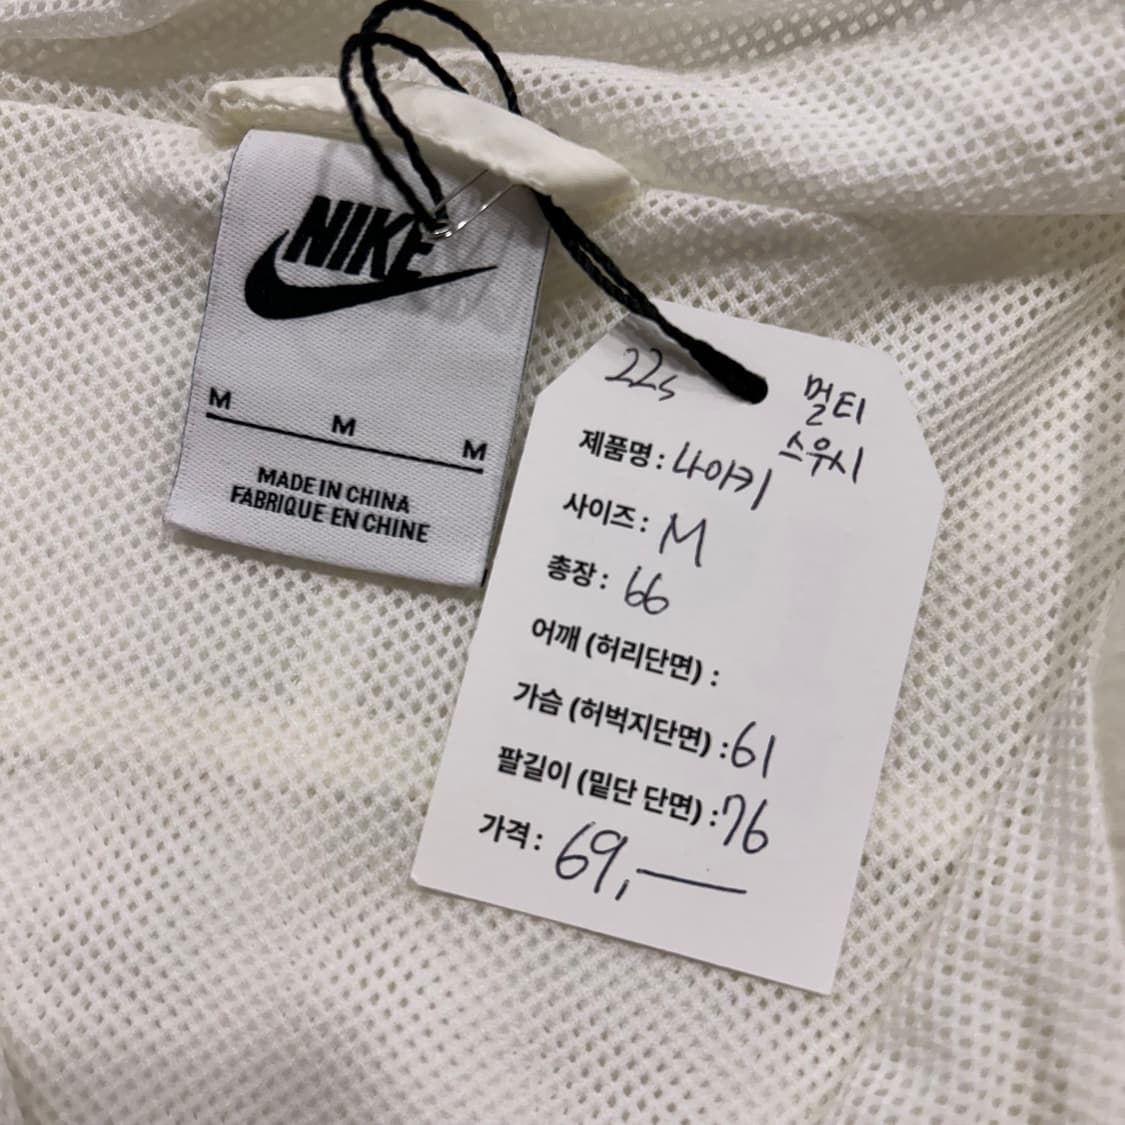 NIKE
M M M
MADE IN CHINA
FABRIQUE EN CHINE
22s
멀티
스우시
제품명 : 나이키
사이즈 : M
총장 : 66
어깨 (허리단면) :
가슴 (허벅지단면) : 61
팔길이 (밑단 단면) : 76
가격 : 69,—